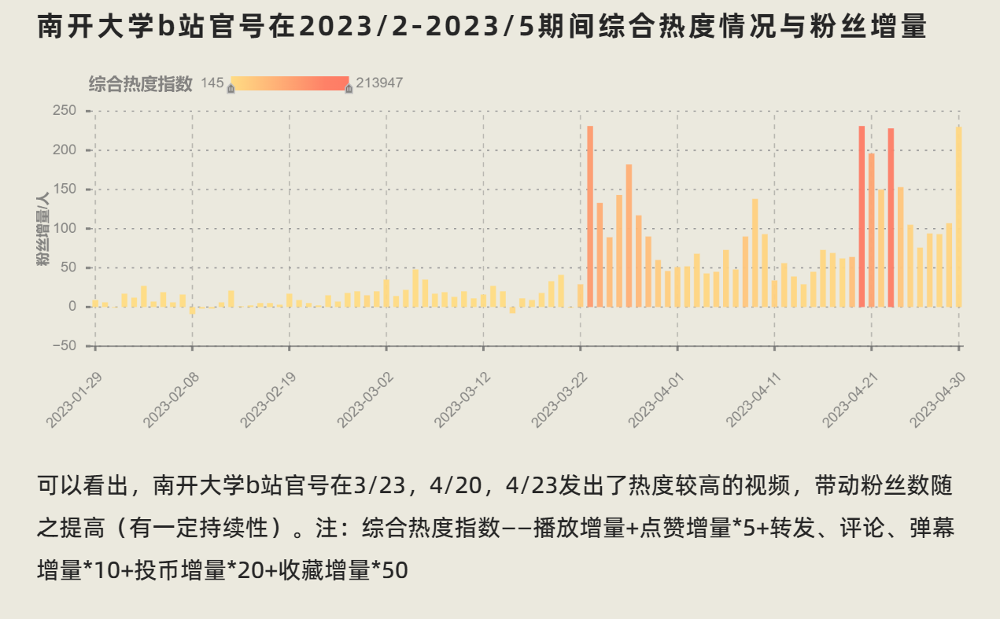 南开大学b站官号在2023/2-2023/5期间综合热度情况与粉丝增量
综合热度指数 145 213947
粉丝增量/人
250
200
150
100
50
0
−50
2023-01-29
2023-02-08
2023-02-19
2023-03-02
2023-03-12
2023-03-22
2023-04-01
2023-04-11
2023-04-21
2023-04-30
可以看出，南开大学b站官号在3/23，4/20，4/23发出了热度较高的视频，带动粉丝数随
之提高（有一定持续性）。注：综合热度指数——播放增量+点赞增量*5+转发、评论、弹幕
增量*10+投币增量*20+收藏增量*50